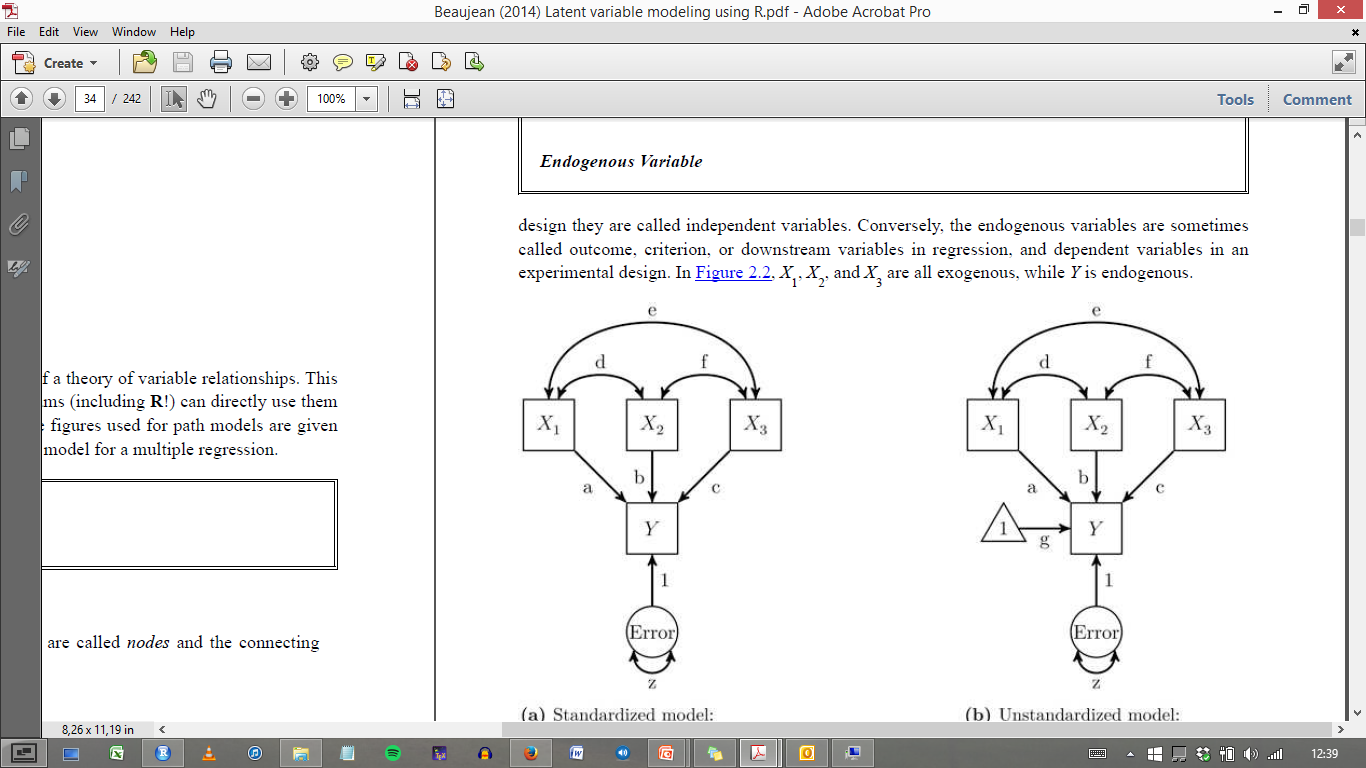 Beaujean (2014) Latent variable modeling using R.pdf - Adobe Acrobat Pro
File Edit View Window Help
Create
34 / 242
100%
Tools Comment
f a theory of variable relationships. This
ms (including R!) can directly use them
figures used for path models are given
model for a multiple regression.
are called nodes and the connecting
Endogenous Variable
design they are called independent variables. Conversely, the endogenous variables are sometimes
called outcome, criterion, or downstream variables in regression, and dependent variables in an
experimental design. In Figure 2.2, X1, X2, and X3 are all exogenous, while Y is endogenous.
e
d f
X1 X2 X3
a b c
Y
1
Error
z
(a) Standardized model:
e
d f
X1 X2 X3
a b c
1 g Y
1
Error
z
(b) Unstandardized model:
8,26 x 11,19 in
12:39